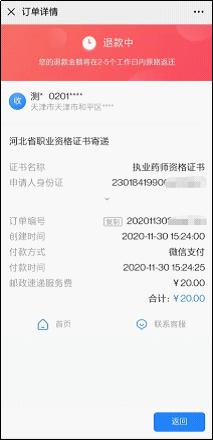 订单详情
退款中
您的退款金额将在2-5个工作日内原路返还
收
测* 0201****
天津市天津市和平区****
河北省职业资格证书寄递
证书名称 执业药师资格证书
申请人身份证 2301841990
订单编号 复制 2020113015
创建时间 2020-11-30 15:24:00
付款方式 微信支付
付款时间 2020-11-30 15:24:25
邮政速递服务费 ￥20.00
合计：￥20.00
首页 联系客服
返回